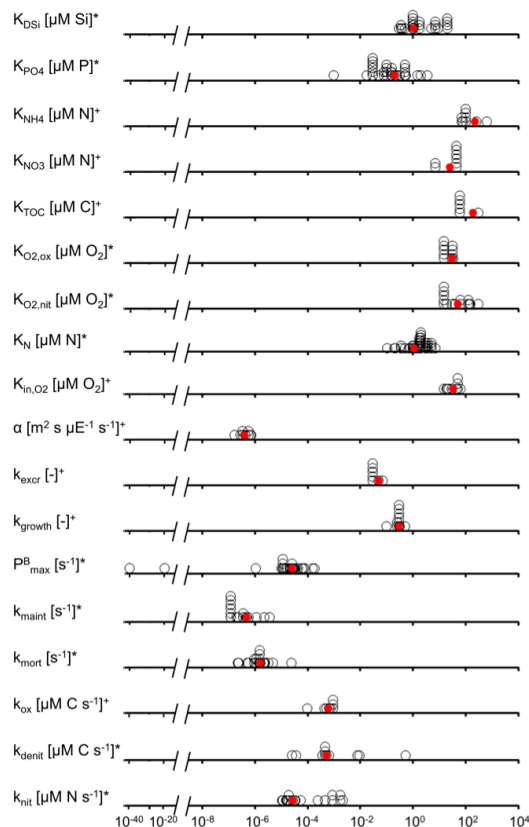 K_DSi [µM Si]*
K_PO4 [µM P]*
K_NH4 [µM N]⁺
K_NO3 [µM N]⁺
K_TOC [µM C]⁺
K_O2,ox [µM O₂]*
K_O2,nit [µM O₂]*
K_N [µM N]*
K_in,O2 [µM O₂]⁺
α [m² s µE⁻¹ s⁻¹]⁺
k_excr [-]⁺
k_growth [-]⁺
Pᴮ_max [s⁻¹]*
k_maint [s⁻¹]*
k_mort [s⁻¹]*
k_ox [µM C s⁻¹]⁺
k_denit [µM C s⁻¹]*
k_nit [µM N s⁻¹]*
10⁻⁴⁰ 10⁻²⁰ 10⁻⁸ 10⁻⁶ 10⁻⁴ 10⁻² 10⁰ 10² 10⁴